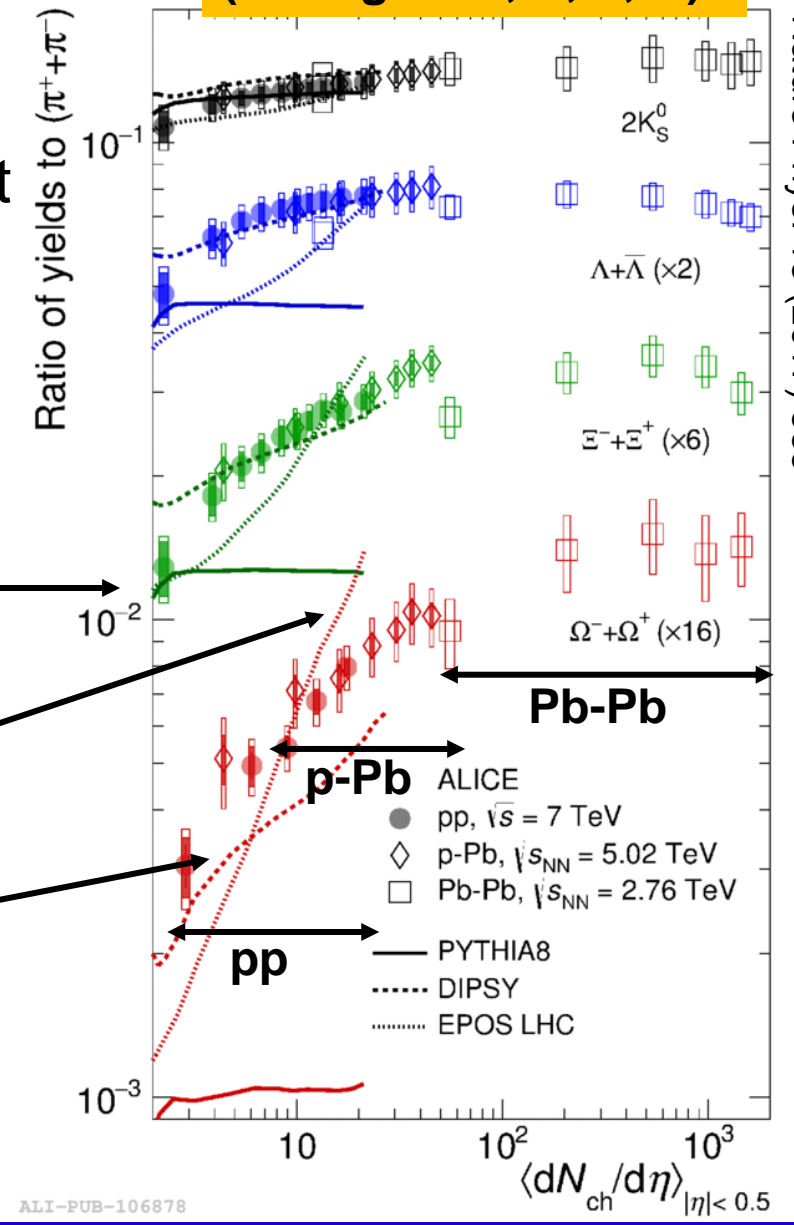 Ratio of yields to (π⁺+π⁻)
10⁻¹
10⁻²
10⁻³
2K⁰S
Λ+Λ̅ (×2)
Ξ⁻+Ξ̅⁺ (×6)
Ω⁻+Ω̅⁺ (×16)
Pb-Pb
p-Pb
pp
ALICE
pp, √s = 7 TeV
p-Pb, √sNN = 5.02 TeV
Pb-Pb, √sNN = 2.76 TeV
PYTHIA8
DIPSY
EPOS LHC
10
10²
10³
⟨dNch/dη⟩|η|< 0.5
ALI-PUB-106878